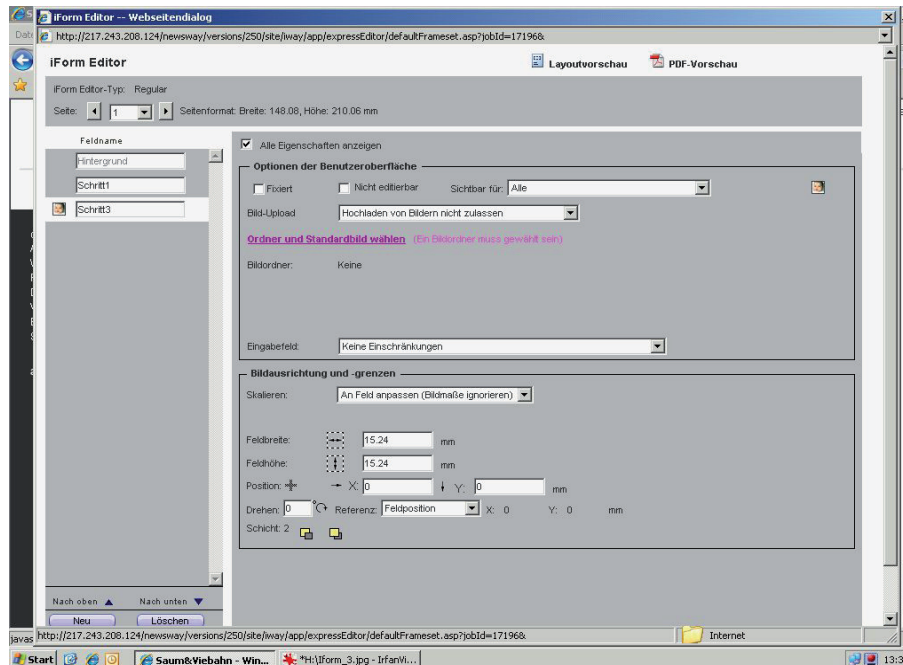 iForm Editor -- Webseitendialog
http://217.243.208.124/newsway/versions/250/site/iway/app/expressEditor/defaultFrameset.asp?jobId=17196&
iForm Editor Layoutvorschau PDF-Vorschau
iForm Editor-Typ: Regular
Seite: 1 Seitenformat: Breite: 148.08, Höhe: 210.06 mm
Feldname
Hintergrund
Schritt1
Schritt3
Alle Eigenschaften anzeigen
Optionen der Benutzeroberfläche
Fixiert Nicht editierbar Sichtbar für: Alle
Bild-Upload Hochladen von Bildern nicht zulassen
Ordner und Standardbild wählen (Ein Bildordner muss gewählt sein)
Bildordner: Keine
Eingabefeld: Keine Einschränkungen
Bildausrichtung und -grenzen
Skalieren: An Feld anpassen (Bildmaße ignorieren)
Feldbreite: 15.24 mm
Feldhöhe: 15.24 mm
Position: X: 0 Y: 0 mm
Drehen: 0 ° Referenz: Feldposition X: 0 Y: 0 mm
Schicht: 2
Nach oben Nach unten
Neu Löschen
javas http://217.243.208.124/newsway/versions/250/site/iway/app/expressEditor/defaultFrameset.asp?jobId=17196& Internet
Start Saum&Viebahn - Win... *H:\Iform_3.jpg - IrfanVi... 13:3